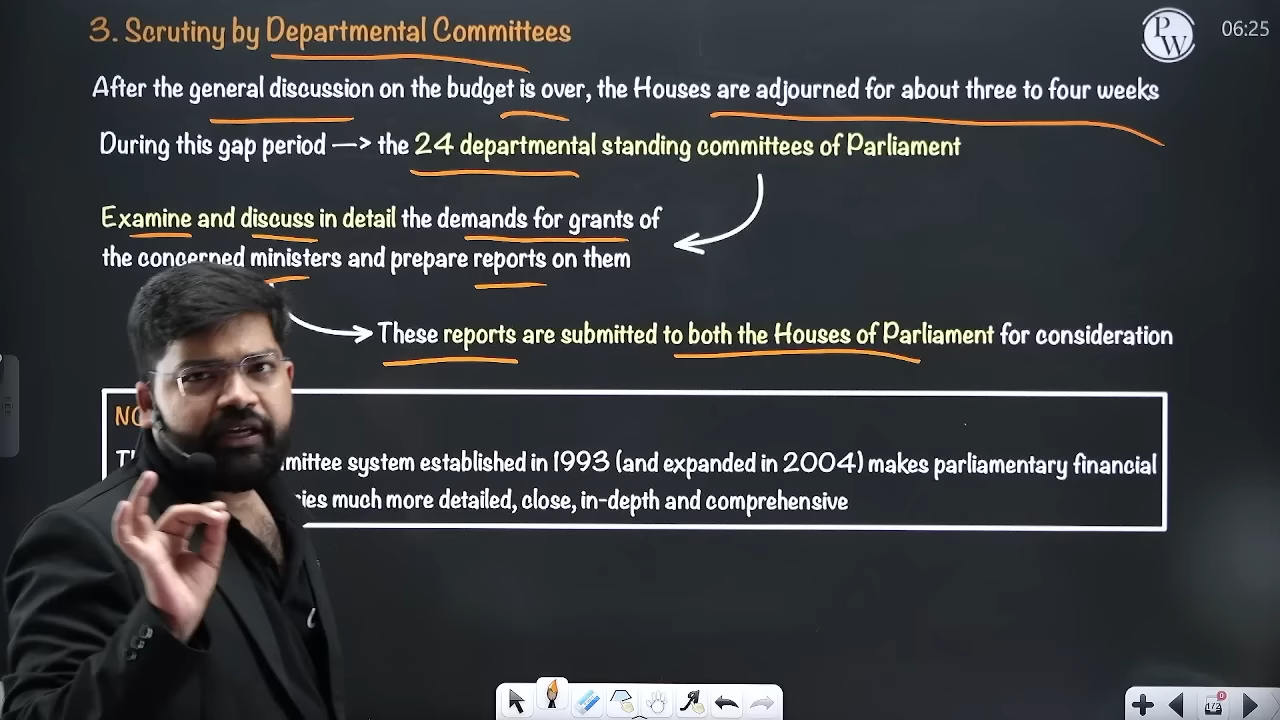 3. Scrutiny by Departmental Committees
PW
06:25
After the general discussion on the budget is over, the Houses are adjourned for about three to four weeks
During this gap period —> the 24 departmental standing committees of Parliament
Examine and discuss in detail the demands for grants of
the concerned ministers and prepare reports on them
These reports are submitted to both the Houses of Parliament for consideration
system established in 1993 (and expanded in 2004) makes parliamentary financial
much more detailed, close, in-depth and comprehensive